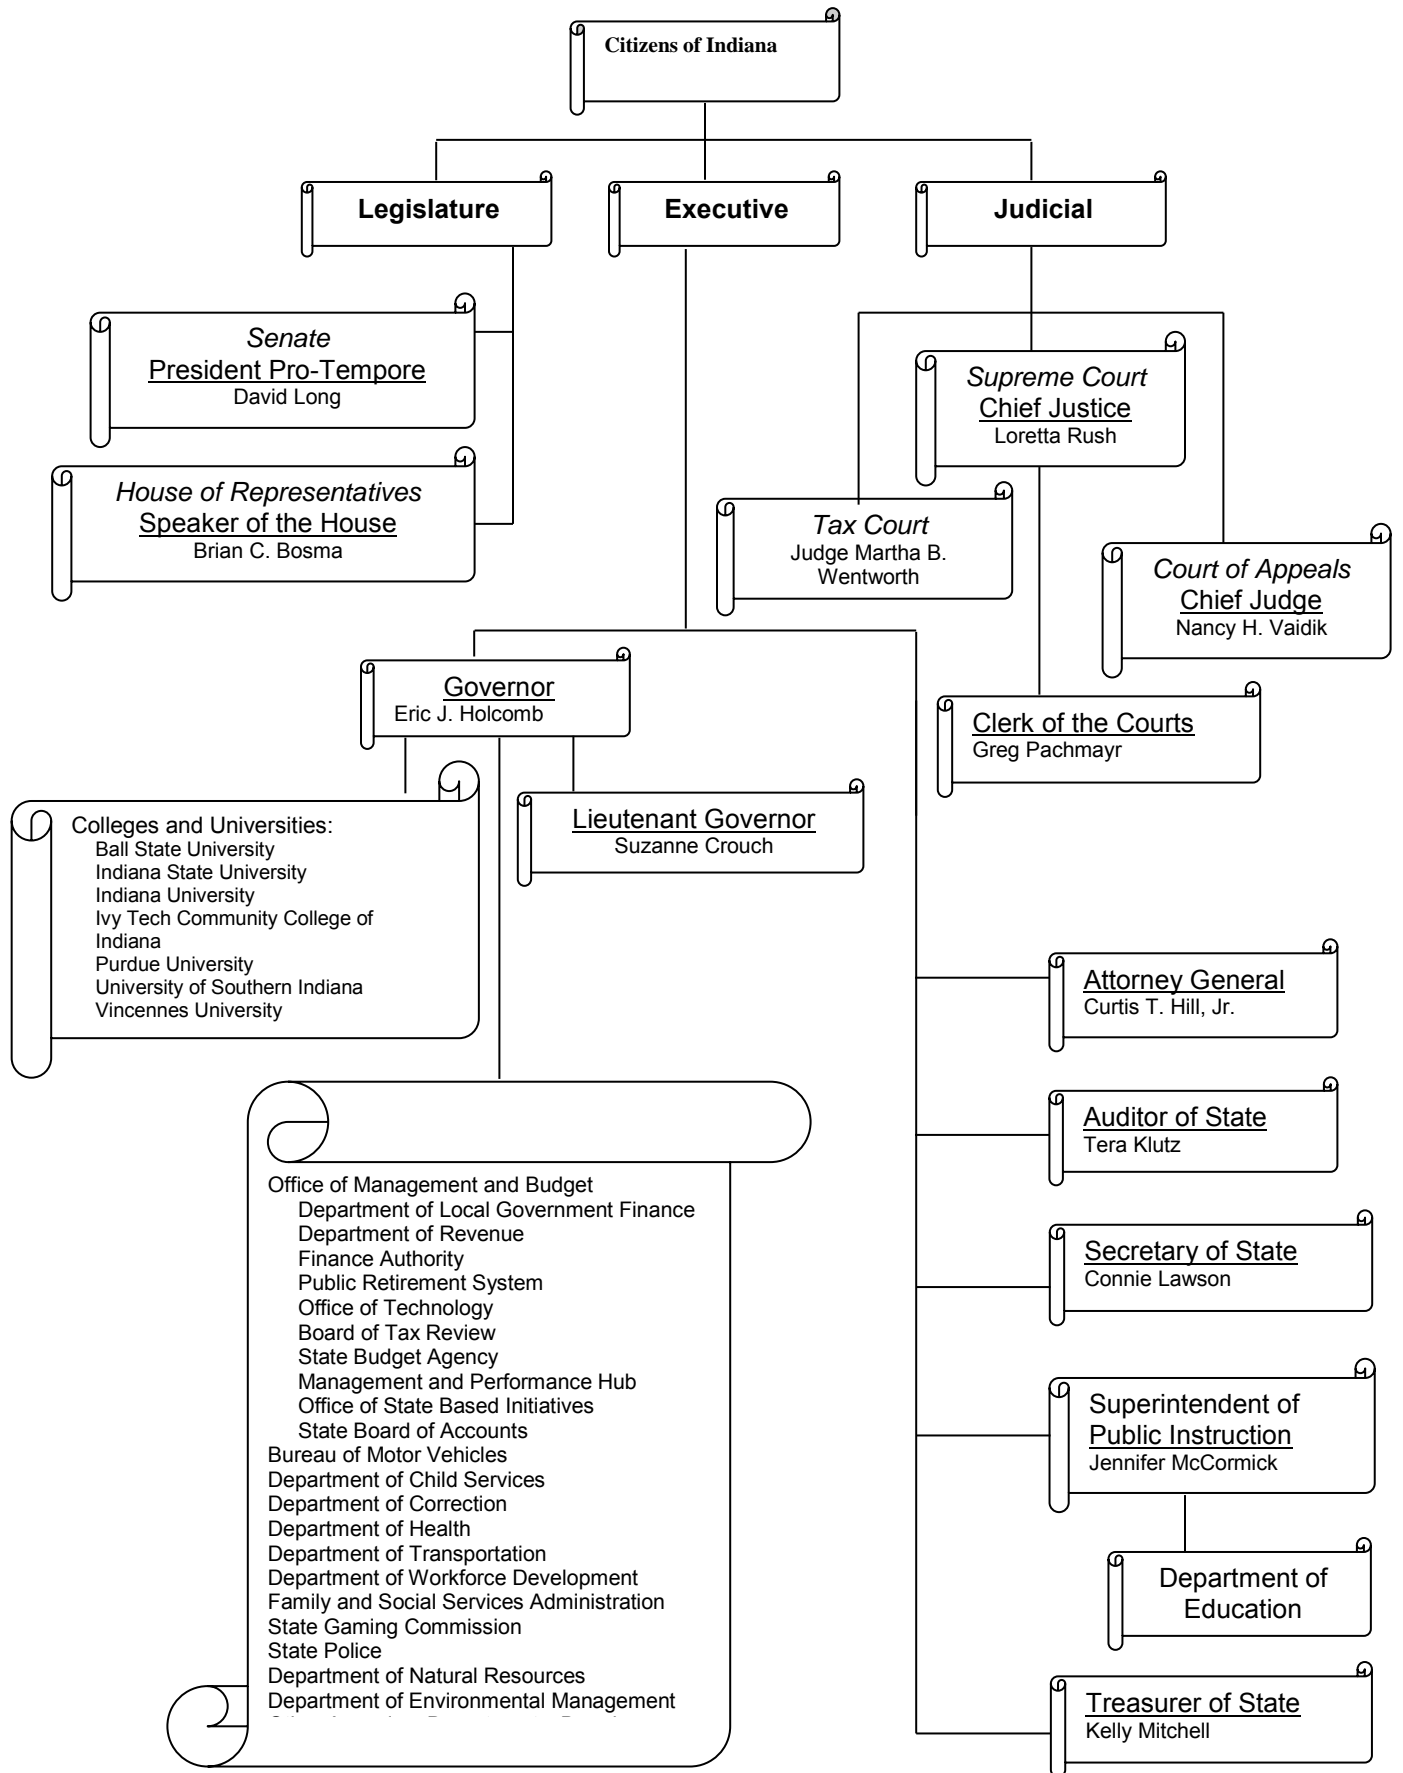 Citizens of Indiana
Legislature
Executive
Judicial
Senate
President Pro-Tempore
David Long
House of Representatives
Speaker of the House
Brian C. Bosma
Supreme Court
Chief Justice
Loretta Rush
Tax Court
Judge Martha B.
Wentworth
Court of Appeals
Chief Judge
Nancy H. Vaidik
Clerk of the Courts
Greg Pachmayr
Governor
Eric J. Holcomb
Lieutenant Governor
Suzanne Crouch
Colleges and Universities:
Ball State University
Indiana State University
Indiana University
Ivy Tech Community College of
Indiana
Purdue University
University of Southern Indiana
Vincennes University
Office of Management and Budget
Department of Local Government Finance
Department of Revenue
Finance Authority
Public Retirement System
Office of Technology
Board of Tax Review
State Budget Agency
Management and Performance Hub
Office of State Based Initiatives
State Board of Accounts
Bureau of Motor Vehicles
Department of Child Services
Department of Correction
Department of Health
Department of Transportation
Department of Workforce Development
Family and Social Services Administration
State Gaming Commission
State Police
Department of Natural Resources
Department of Environmental Management
Attorney General
Curtis T. Hill, Jr.
Auditor of State
Tera Klutz
Secretary of State
Connie Lawson
Superintendent of
Public Instruction
Jennifer McCormick
Department of
Education
Treasurer of State
Kelly Mitchell